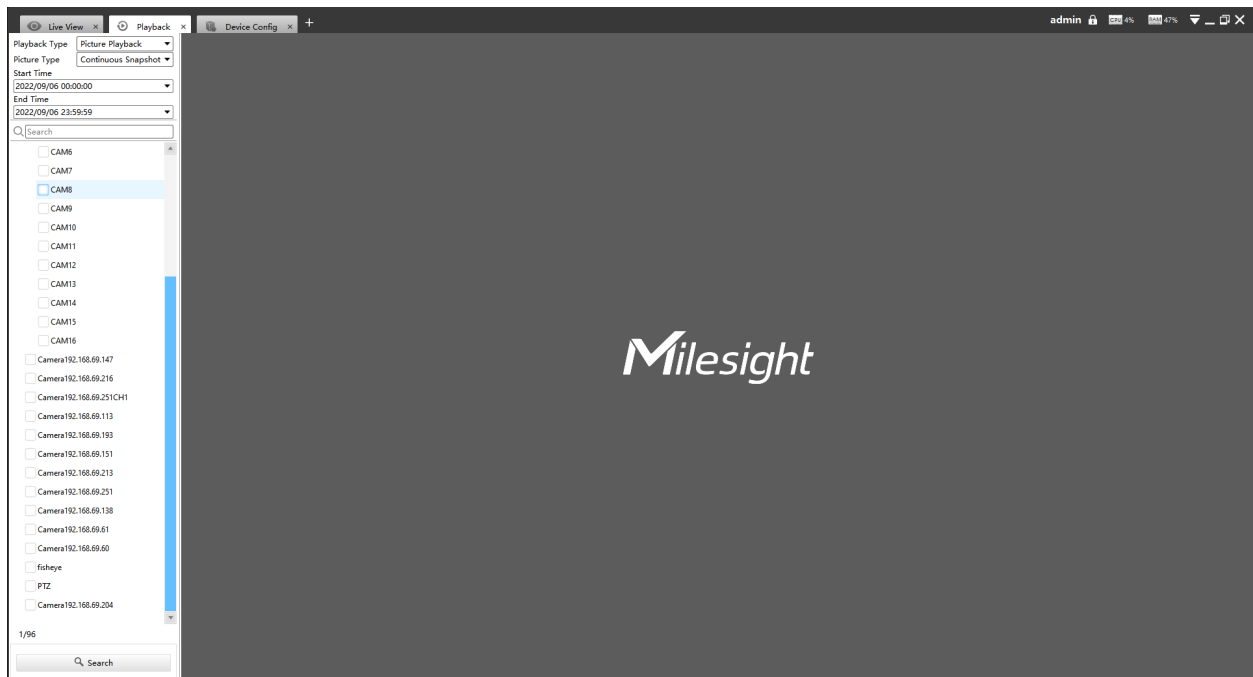 Live View × Playback × Device Config × + admin CPU 4% RAM 47%
Playback Type Picture Playback
Picture Type Continuous Snapshot
Start Time
2022/09/06 00:00:00
End Time
2022/09/06 23:59:59
Search
CAM6
CAM7
CAM8
CAM9
CAM10
CAM11
CAM12
CAM13
CAM14
CAM15
CAM16
Camera192.168.69.147
Camera192.168.69.216
Camera192.168.69.251CH1
Camera192.168.69.113
Camera192.168.69.193
Camera192.168.69.151
Camera192.168.69.213
Camera192.168.69.251
Camera192.168.69.138
Camera192.168.69.61
Camera192.168.69.60
fisheye
PTZ
Camera192.168.69.204
1/96
Search
Milesight